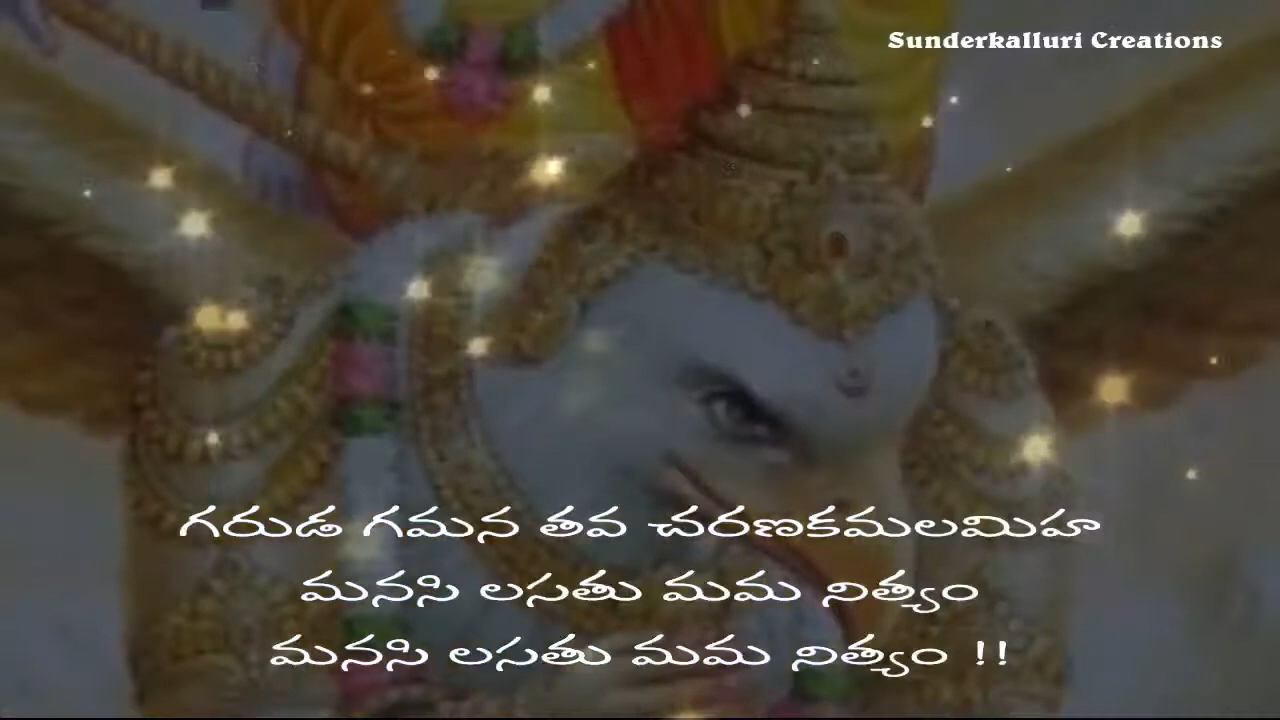 Sunderkalluri Creations
గరుడ గమన తవ చరణకమలమిహ
మనసి లసతు మమ నిత్యం
మనసి లసతు మమ నిత్యం !!